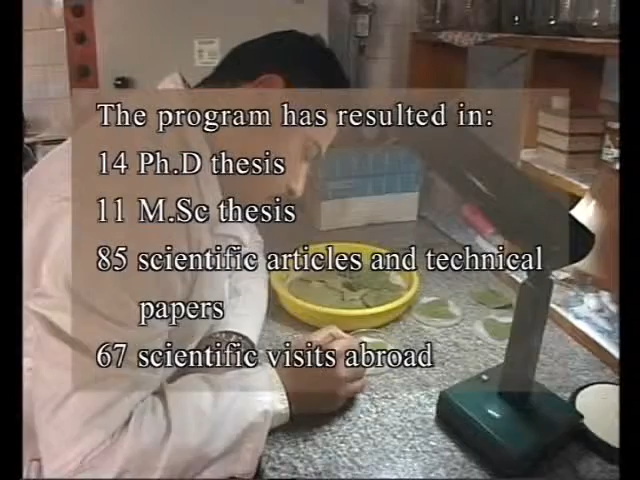 The program has resulted in:
14 Ph.D thesis
11 M.Sc thesis
85 scientific articles and technical
papers
67 scientific visits abroad